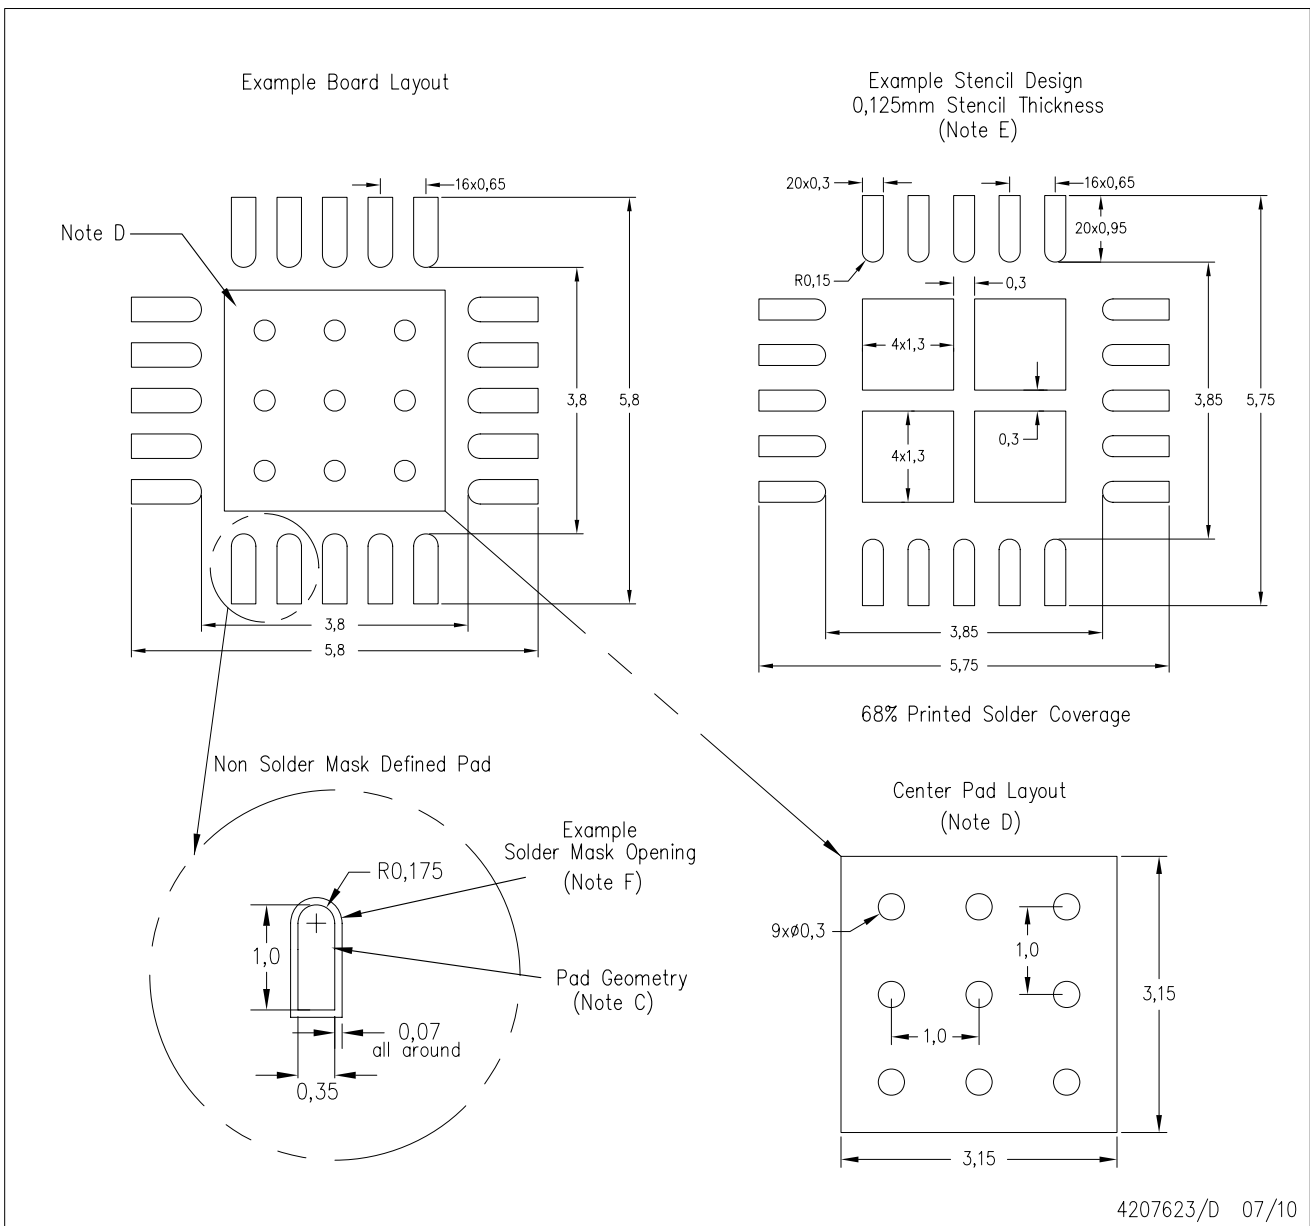 Example Board Layout
Example Stencil Design
0,125mm Stencil Thickness
(Note E)
16x0,65
Note D
3,8
5,8
3,8
5,8
20x0,3
16x0,65
20x0,95
R0,15
0,3
4x1,3
3,85
5,75
0,3
4x1,3
3,85
5,75
68% Printed Solder Coverage
Non Solder Mask Defined Pad
Example
Solder Mask Opening
(Note F)
R0,175
1,0
Pad Geometry
(Note C)
0,07
all around
0,35
Center Pad Layout
(Note D)
9xø0,3
1,0
1,0
3,15
3,15
4207623/D 07/10